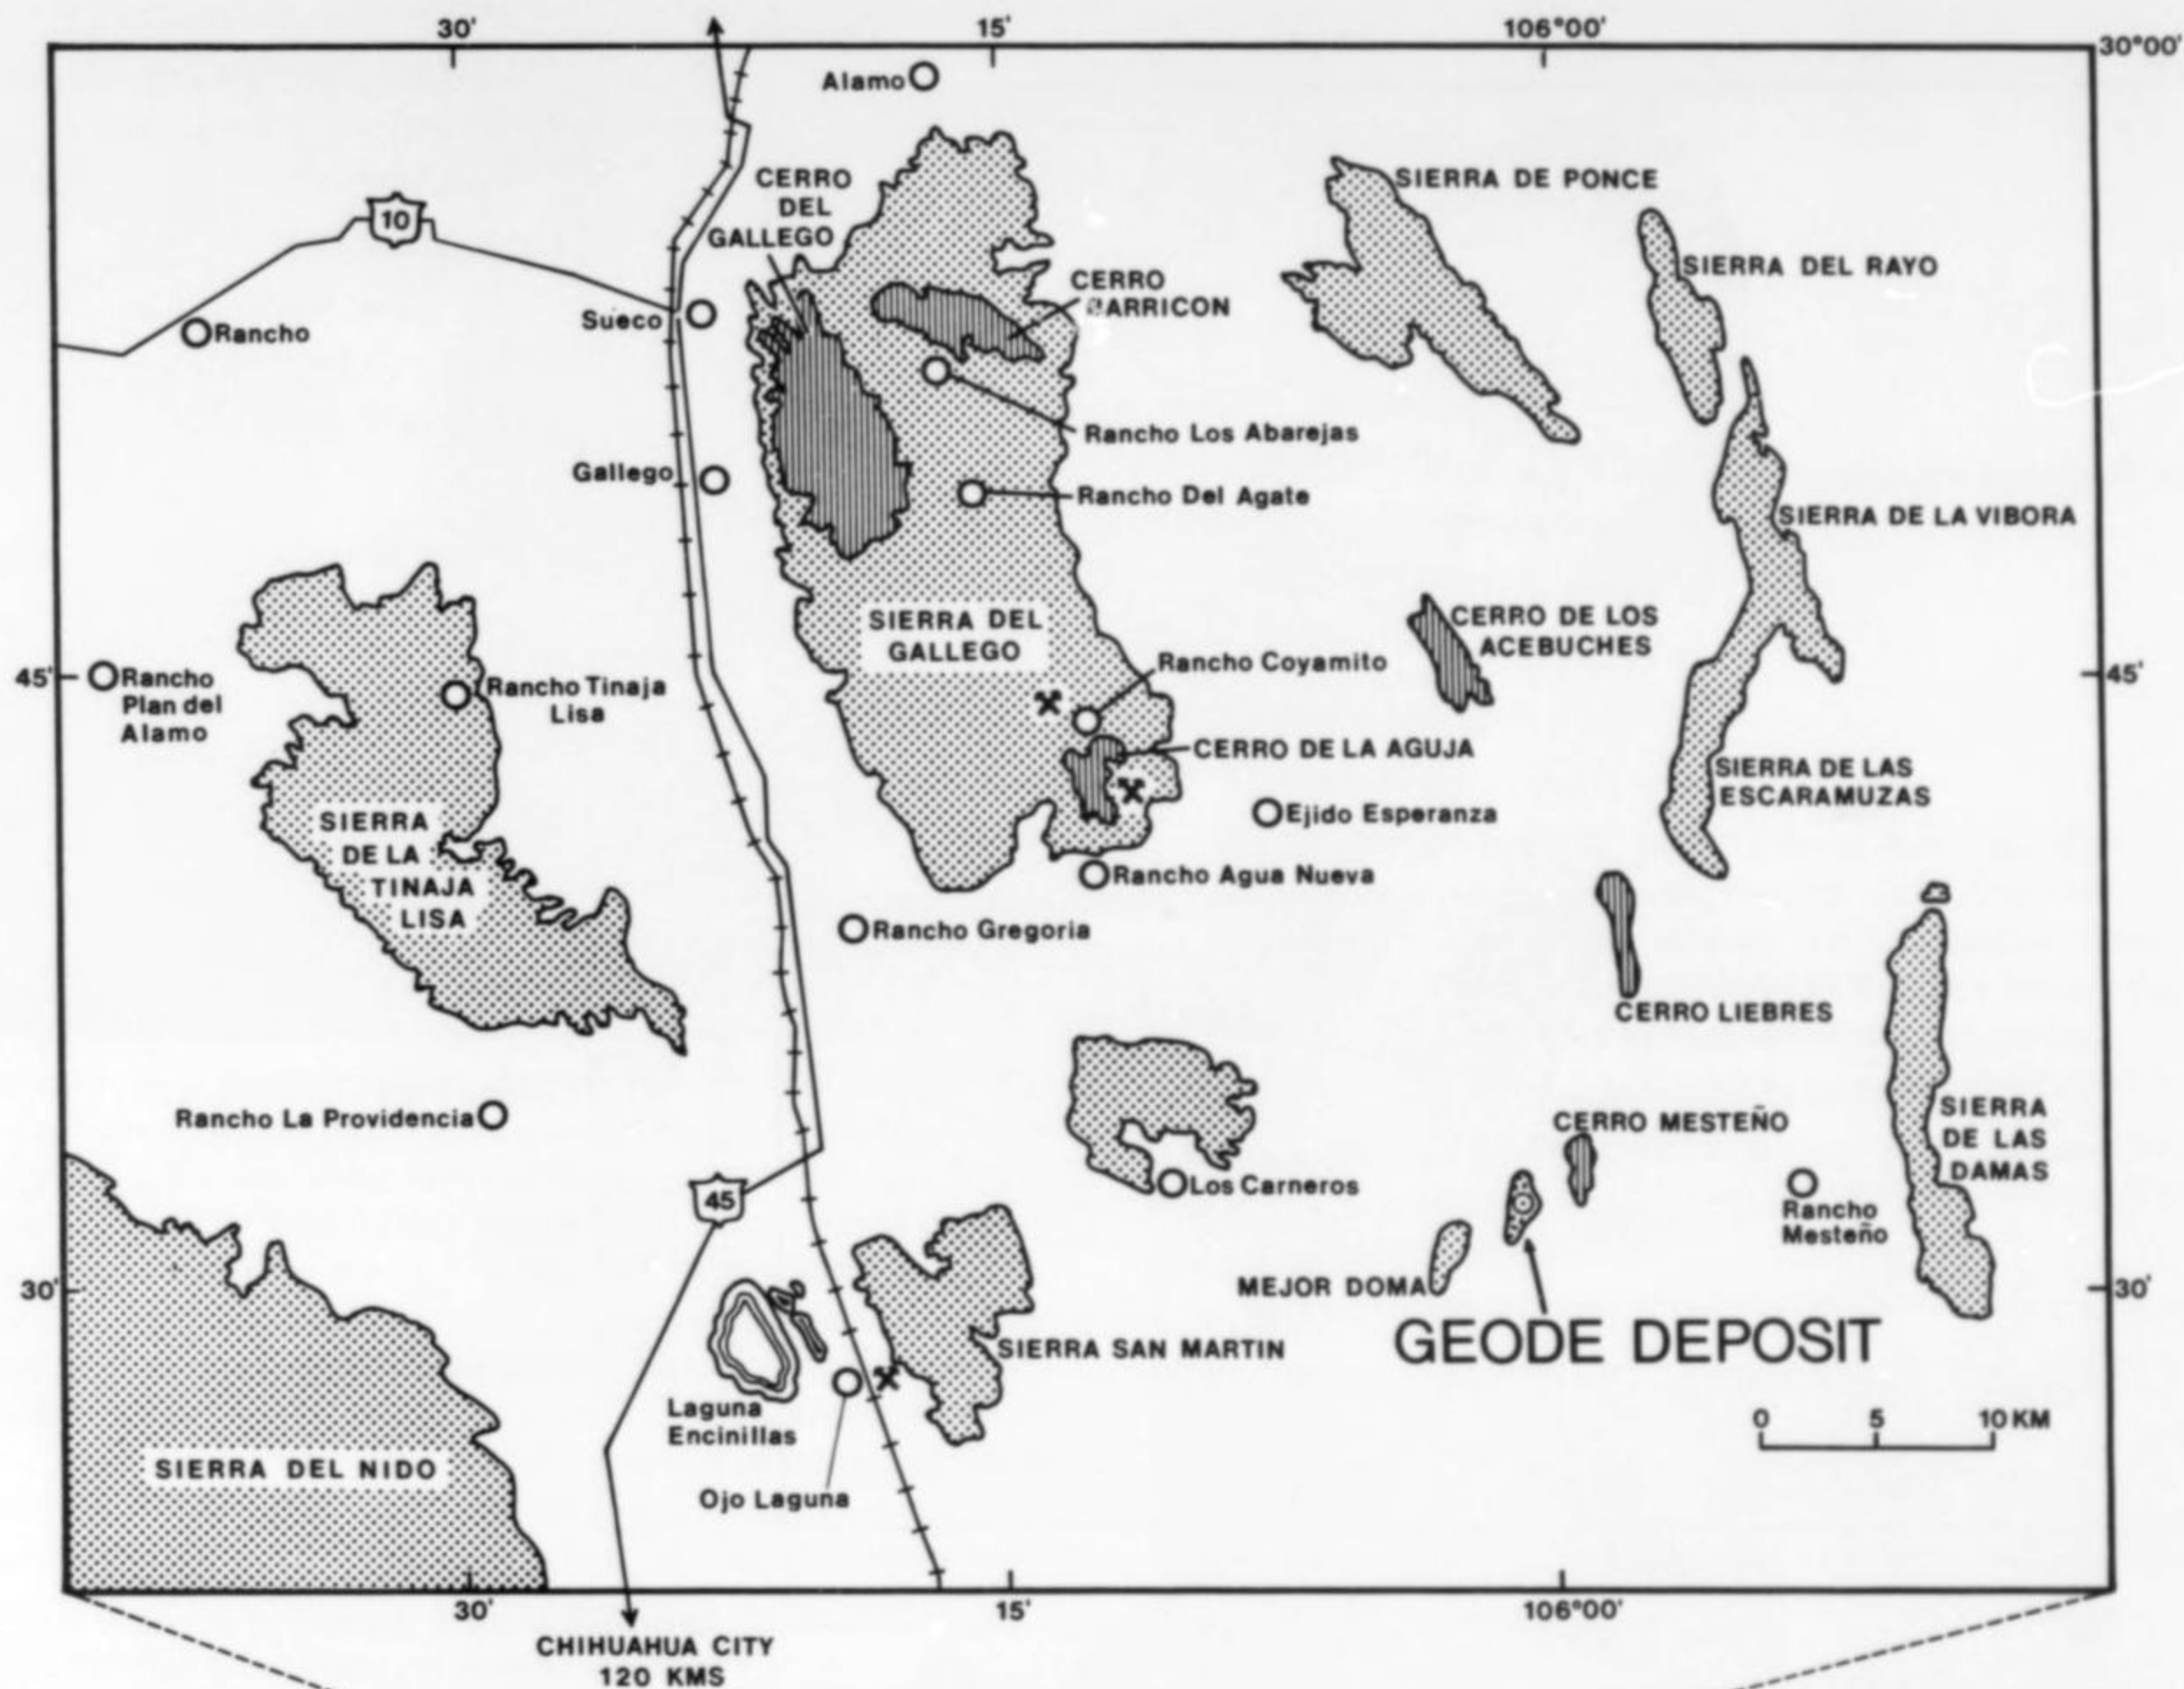 30'
15'
106°00'
30°00'
Alamo
CERRO
DEL
GALLEGO
SIERRA DE PONCE
10
SIERRA DEL RAYO
CERRO
Sueco
Rancho
Rancho Los Abarejas
Gallego
Rancho Del Agate
SIERRA DE LA VIBORA
SIERRA DEL
GALLEGO
CERRO DE LOS
ACEBUCHES
Rancho Coyamito
45'
Rancho
Plan del
Alamo
Rancho Tinaja
Lisa
45'
CERRO DE LA AGUJA
SIERRA DE LAS
ESCARAMUZAS
Ejido Esperanza
SIERRA
DE LA
TINAJA
LISA
Rancho Agua Nueva
Rancho Gregoria
CERRO LIEBRES
Rancho La Providencia
CERRO MESTEÑO
SIERRA
DE LAS
DAMAS
Los Carneros
45
Rancho
Mesteño
30'
MEJOR DOMA
30'
GEODE DEPOSIT
SIERRA SAN MARTIN
Laguna
Encinillas
0 5 10 KM
SIERRA DEL NIDO
Ojo Laguna
30'
15'
106°00'
CHIHUAHUA CITY
120 KMS